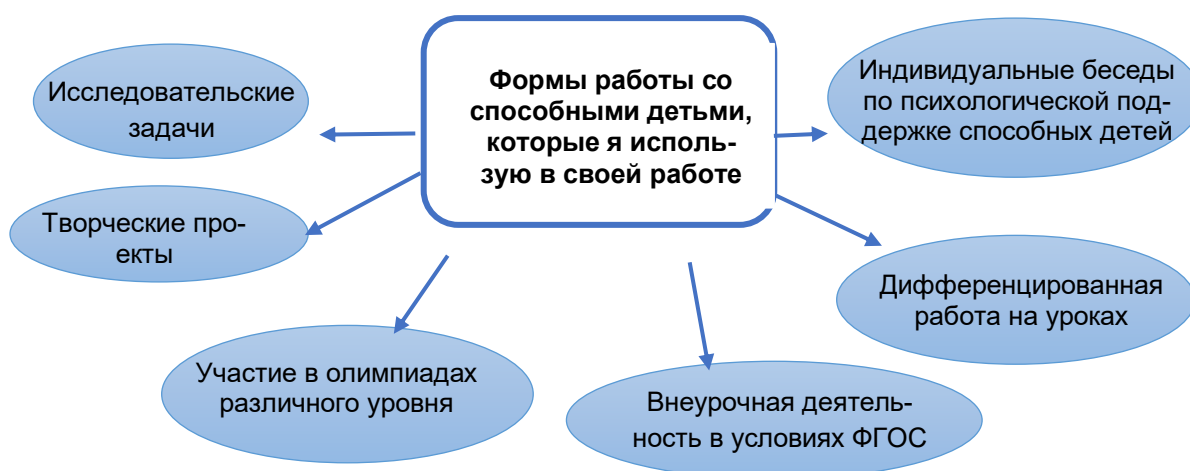 Формы работы со
способными детьми,
которые я исполь-
зую в своей работе
Исследовательские
задачи
Творческие про-
екты
Участие в олимпиадах
различного уровня
Внеурочная деятель-
ность в условиях ФГОС
Дифференцированная
работа на уроках
Индивидуальные беседы
по психологической под-
держке способных детей